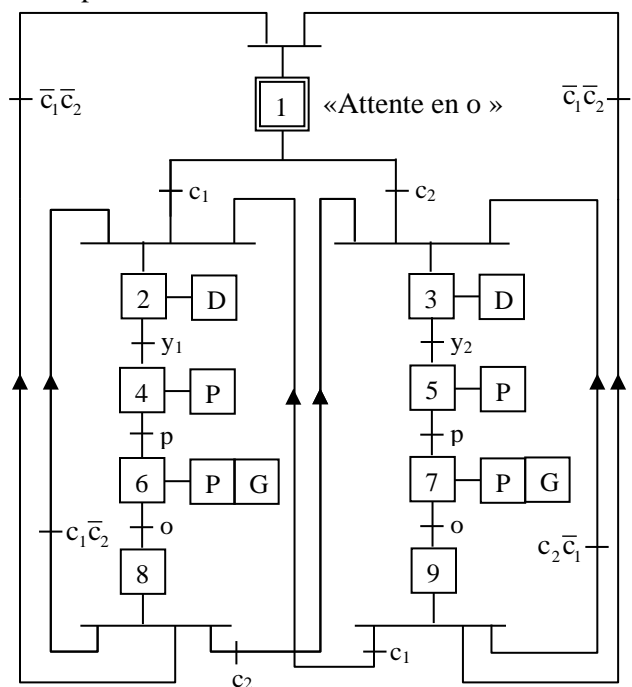 c̅₁c̅₂
1
«Attente en o »
c̅₁c̅₂
c₁
c₂
2
D
3
D
y₁
y₂
4
P
5
P
p
p
6
P
G
7
P
G
c₁c̅₂
o
o
c₂c̅₁
8
9
c₂
c₁